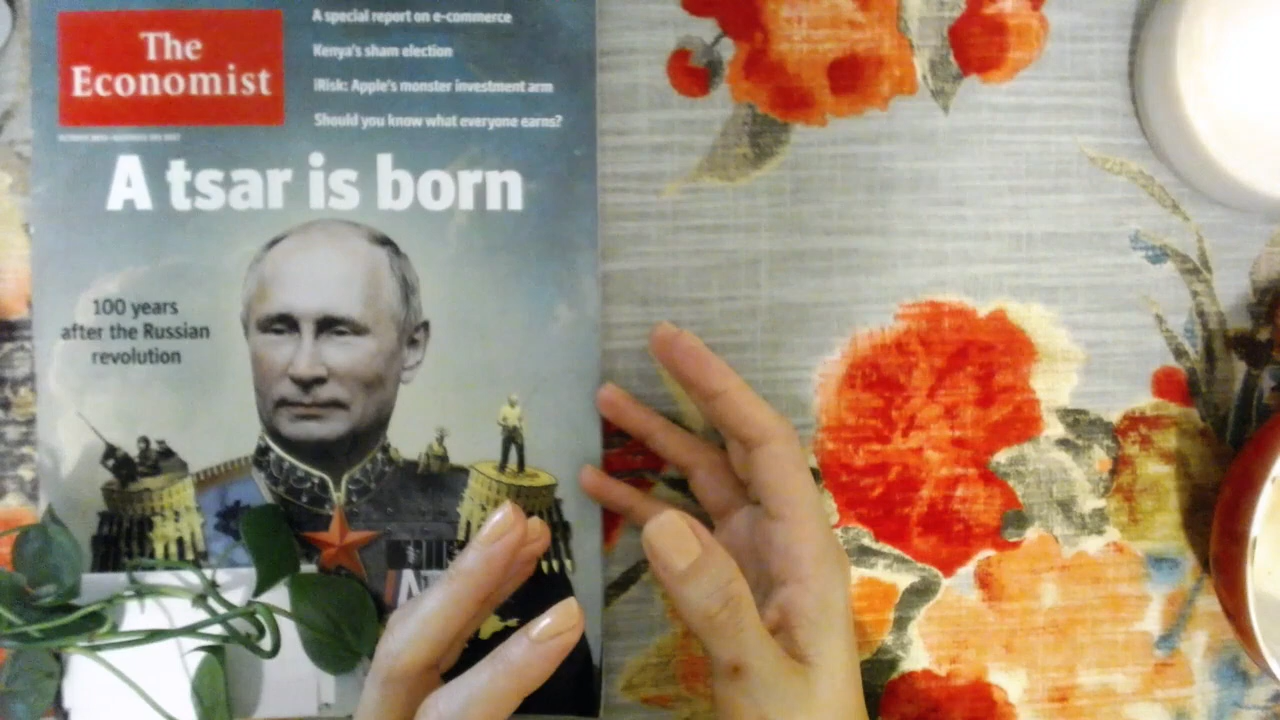 The
Economist
A special report on e-commerce
Kenya's sham election
iRisk: Apple's monster investment arm
Should you know what everyone earns?
A tsar is born
100 years
after the Russian
revolution